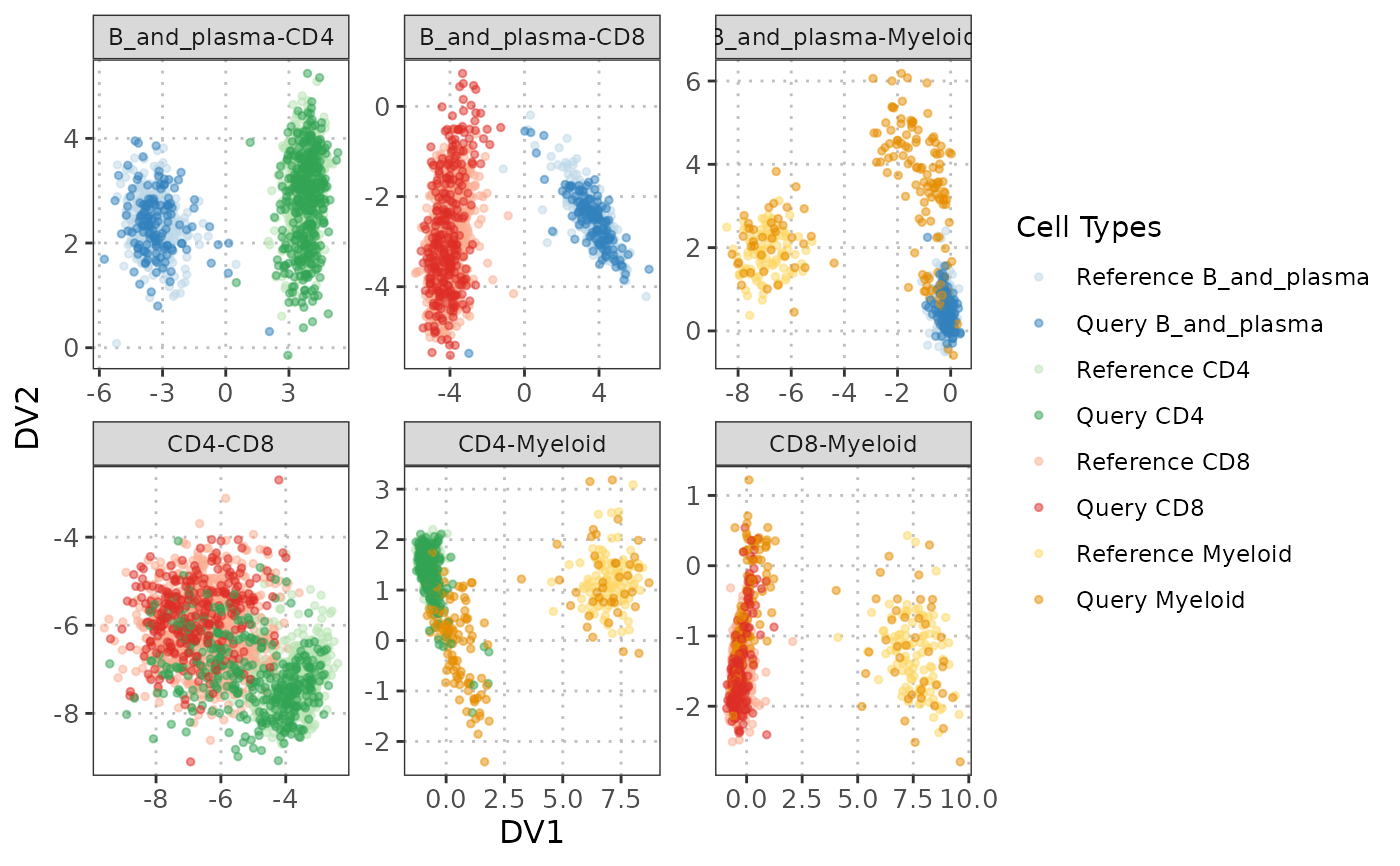 B_and_plasma-CD4
B_and_plasma-CD8
B_and_plasma-Myeloid
4
2
0
-6 -3 0 3
0
-2
-4
-4 0 4
6
4
2
0
-8 -6 -4 -2 0
CD4-CD8
CD4-Myeloid
CD8-Myeloid
-4
-6
-8
-8 -6 -4
3
2
1
0
-1
-2
0.0 2.5 5.0 7.5
1
0
-1
-2
0.0 2.5 5.0 7.5 10.0
DV2
DV1
Cell Types
Reference B_and_plasma
Query B_and_plasma
Reference CD4
Query CD4
Reference CD8
Query CD8
Reference Myeloid
Query Myeloid